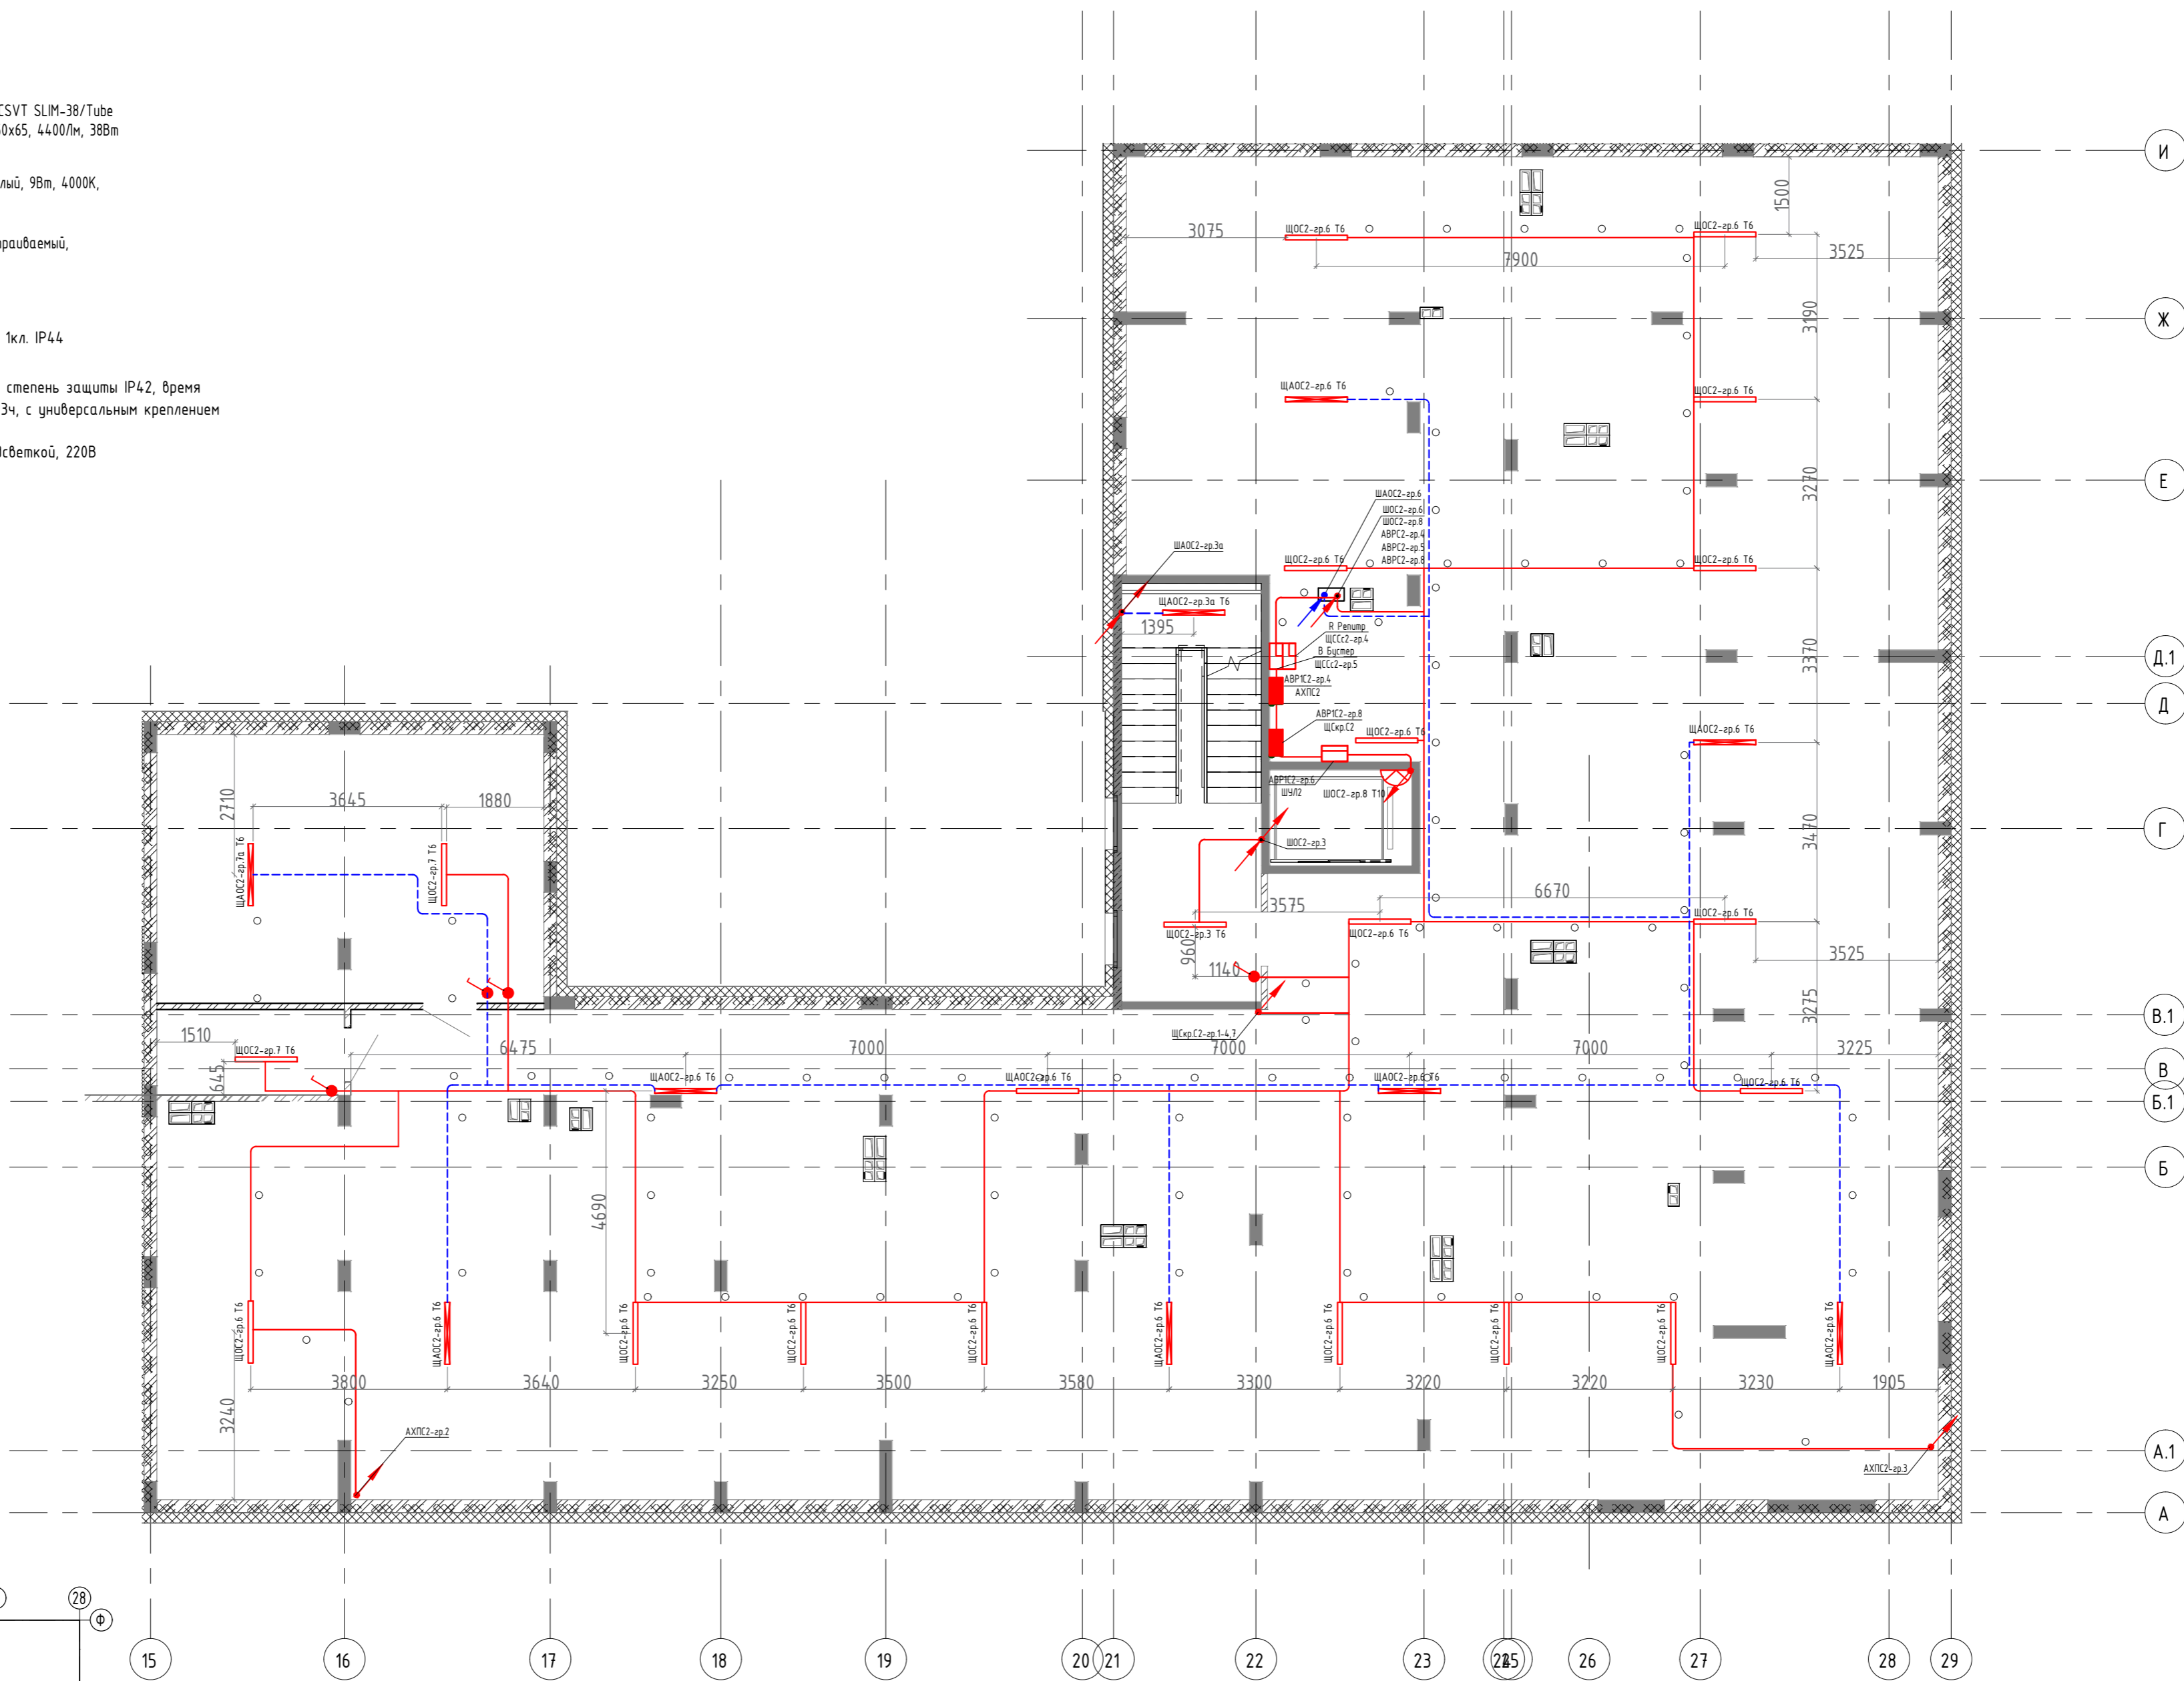 CSVT SLIM-38/Tube
60х65, 4400Лм, 38Вт
лый, 9Вт, 4000К,
раиваемый,
1кл. IP44
степень защиты IP42, время
3ч, с универсальным креплением
дсветкой, 220В
И
1500
3075
ЩОС2-гр.6 Т6
ЩОС2-гр.6 Т6
7900
3525
3190
Ж
ЩАОС2-гр.6 Т6
ЩОС2-гр.6 Т6
3270
Е
ШАОС2-гр.6
ШОС2-гр.6
ШОС2-гр.8
АВРС2-гр.4
АВРС2-гр.5
АВРС2-гр.8
ШАОС2-гр.3а
ЩОС2-гр.6 Т6
ЩОС2-гр.6 Т6
ЩАОС2-гр.3а Т6
1395
R Репитр
ЩССс2-гр.4
В Бустер
ЩССс2-гр.5
3370
Д.1
АВР1С2-гр.4
АХПС2
Д
АВР1С2-гр.8
ЩСкр.С2
ЩОС2-гр.6 Т6
ЩАОС2-гр.6 Т6
АВР1С2-гр.6
ШУЛ2
ШОС2-гр.8 Т10
2710
3645
1880
3470
Г
ЩАОС2-гр.7а Т6
ЩОС2-гр.7 Т6
ШОС2-гр.3
6670
3575
ЩОС2-гр.3 Т6
ЩОС2-гр.6 Т6
ЩОС2-гр.6 Т6
960
1140
3525
3275
В.1
ЩСкр.С2-гр.1-4,7
1510
ЩОС2-гр.7 Т6
645
6475
7000
7000
7000
3225
В
ЩАОС2-гр.6 Т6
ЩАОС2-гр.6 Т6
ЩАОС2-гр.6 Т6
ЩОС2-гр.6 Т6
Б.1
Б
4690
ЩОС2-гр.6 Т6
ЩАОС2-гр.6 Т6
ЩОС2-гр.6 Т6
ЩОС2-гр.6 Т6
ЩОС2-гр.6 Т6
ЩАОС2-гр.6 Т6
ЩОС2-гр.6 Т6
ЩОС2-гр.6 Т6
ЩОС2-гр.6 Т6
ЩАОС2-гр.6 Т6
3800
3640
3250
3500
3580
3300
3220
3220
3230
1905
3240
АХПС2-гр.2
А.1
АХПС2-гр.3
А
28
Ф
15
16
17
18
19
20
21
22
23
24
25
26
27
28
29